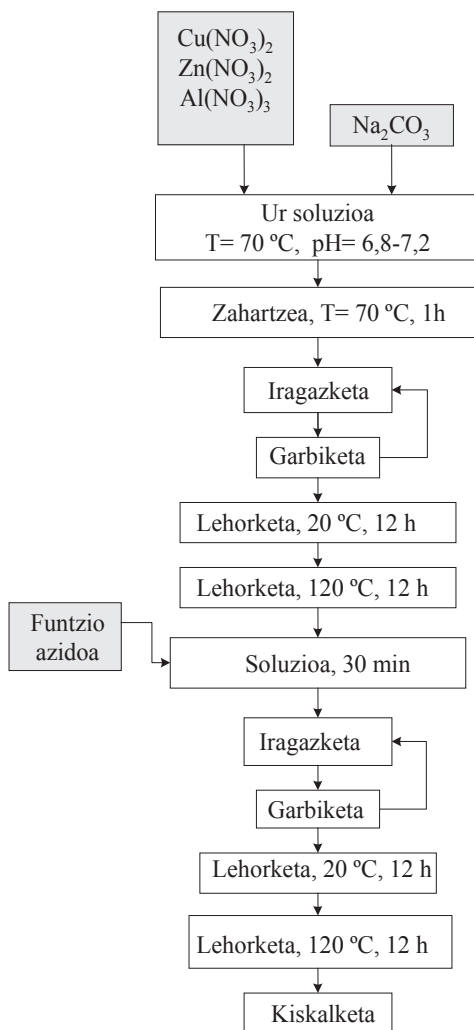 Cu(NO₃)₂
Zn(NO₃)₂
Al(NO₃)₃
Na₂CO₃
Ur soluzioa
T= 70 ºC, pH= 6,8-7,2
Zahartzea, T= 70 ºC, 1h
Iragazketa
Garbiketa
Lehorketa, 20 ºC, 12 h
Lehorketa, 120 ºC, 12 h
Funtzio
azidoa
Soluzioa, 30 min
Iragazketa
Garbiketa
Lehorketa, 20 ºC, 12 h
Lehorketa, 120 ºC, 12 h
Kiskalketa